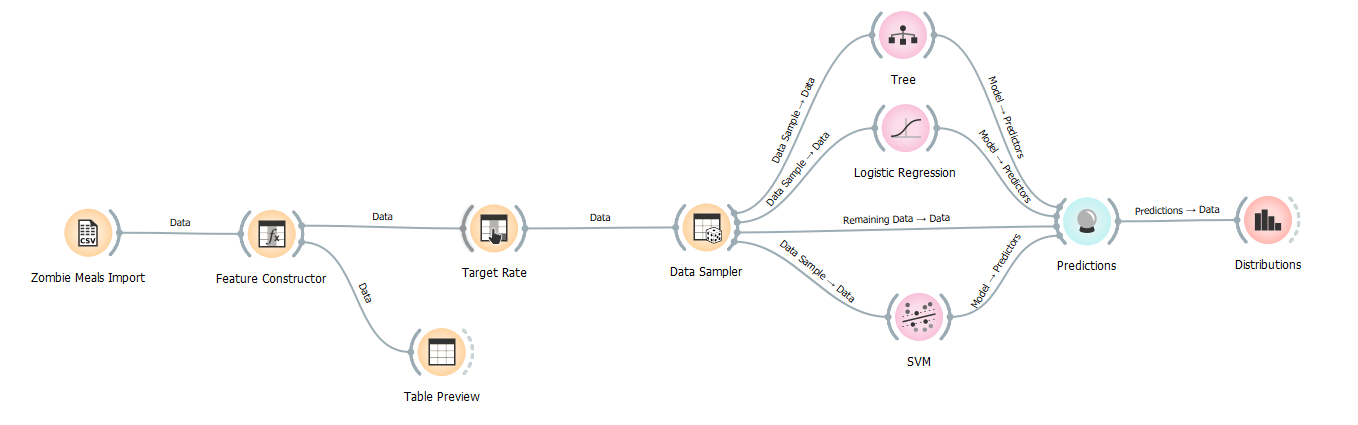 Tree
Data Sample → Data
Model → Predictors
Data Sample → Data
Model → Predictors
Logistic Regression
CSV
Data
fx
Data
Data
Remaining Data → Data
Predictions → Data
Zombie Meals Import
Feature Constructor
Target Rate
Data Sampler
Predictions
Distributions
Data
Data Sample → Data
Model → Predictors
SVM
Table Preview